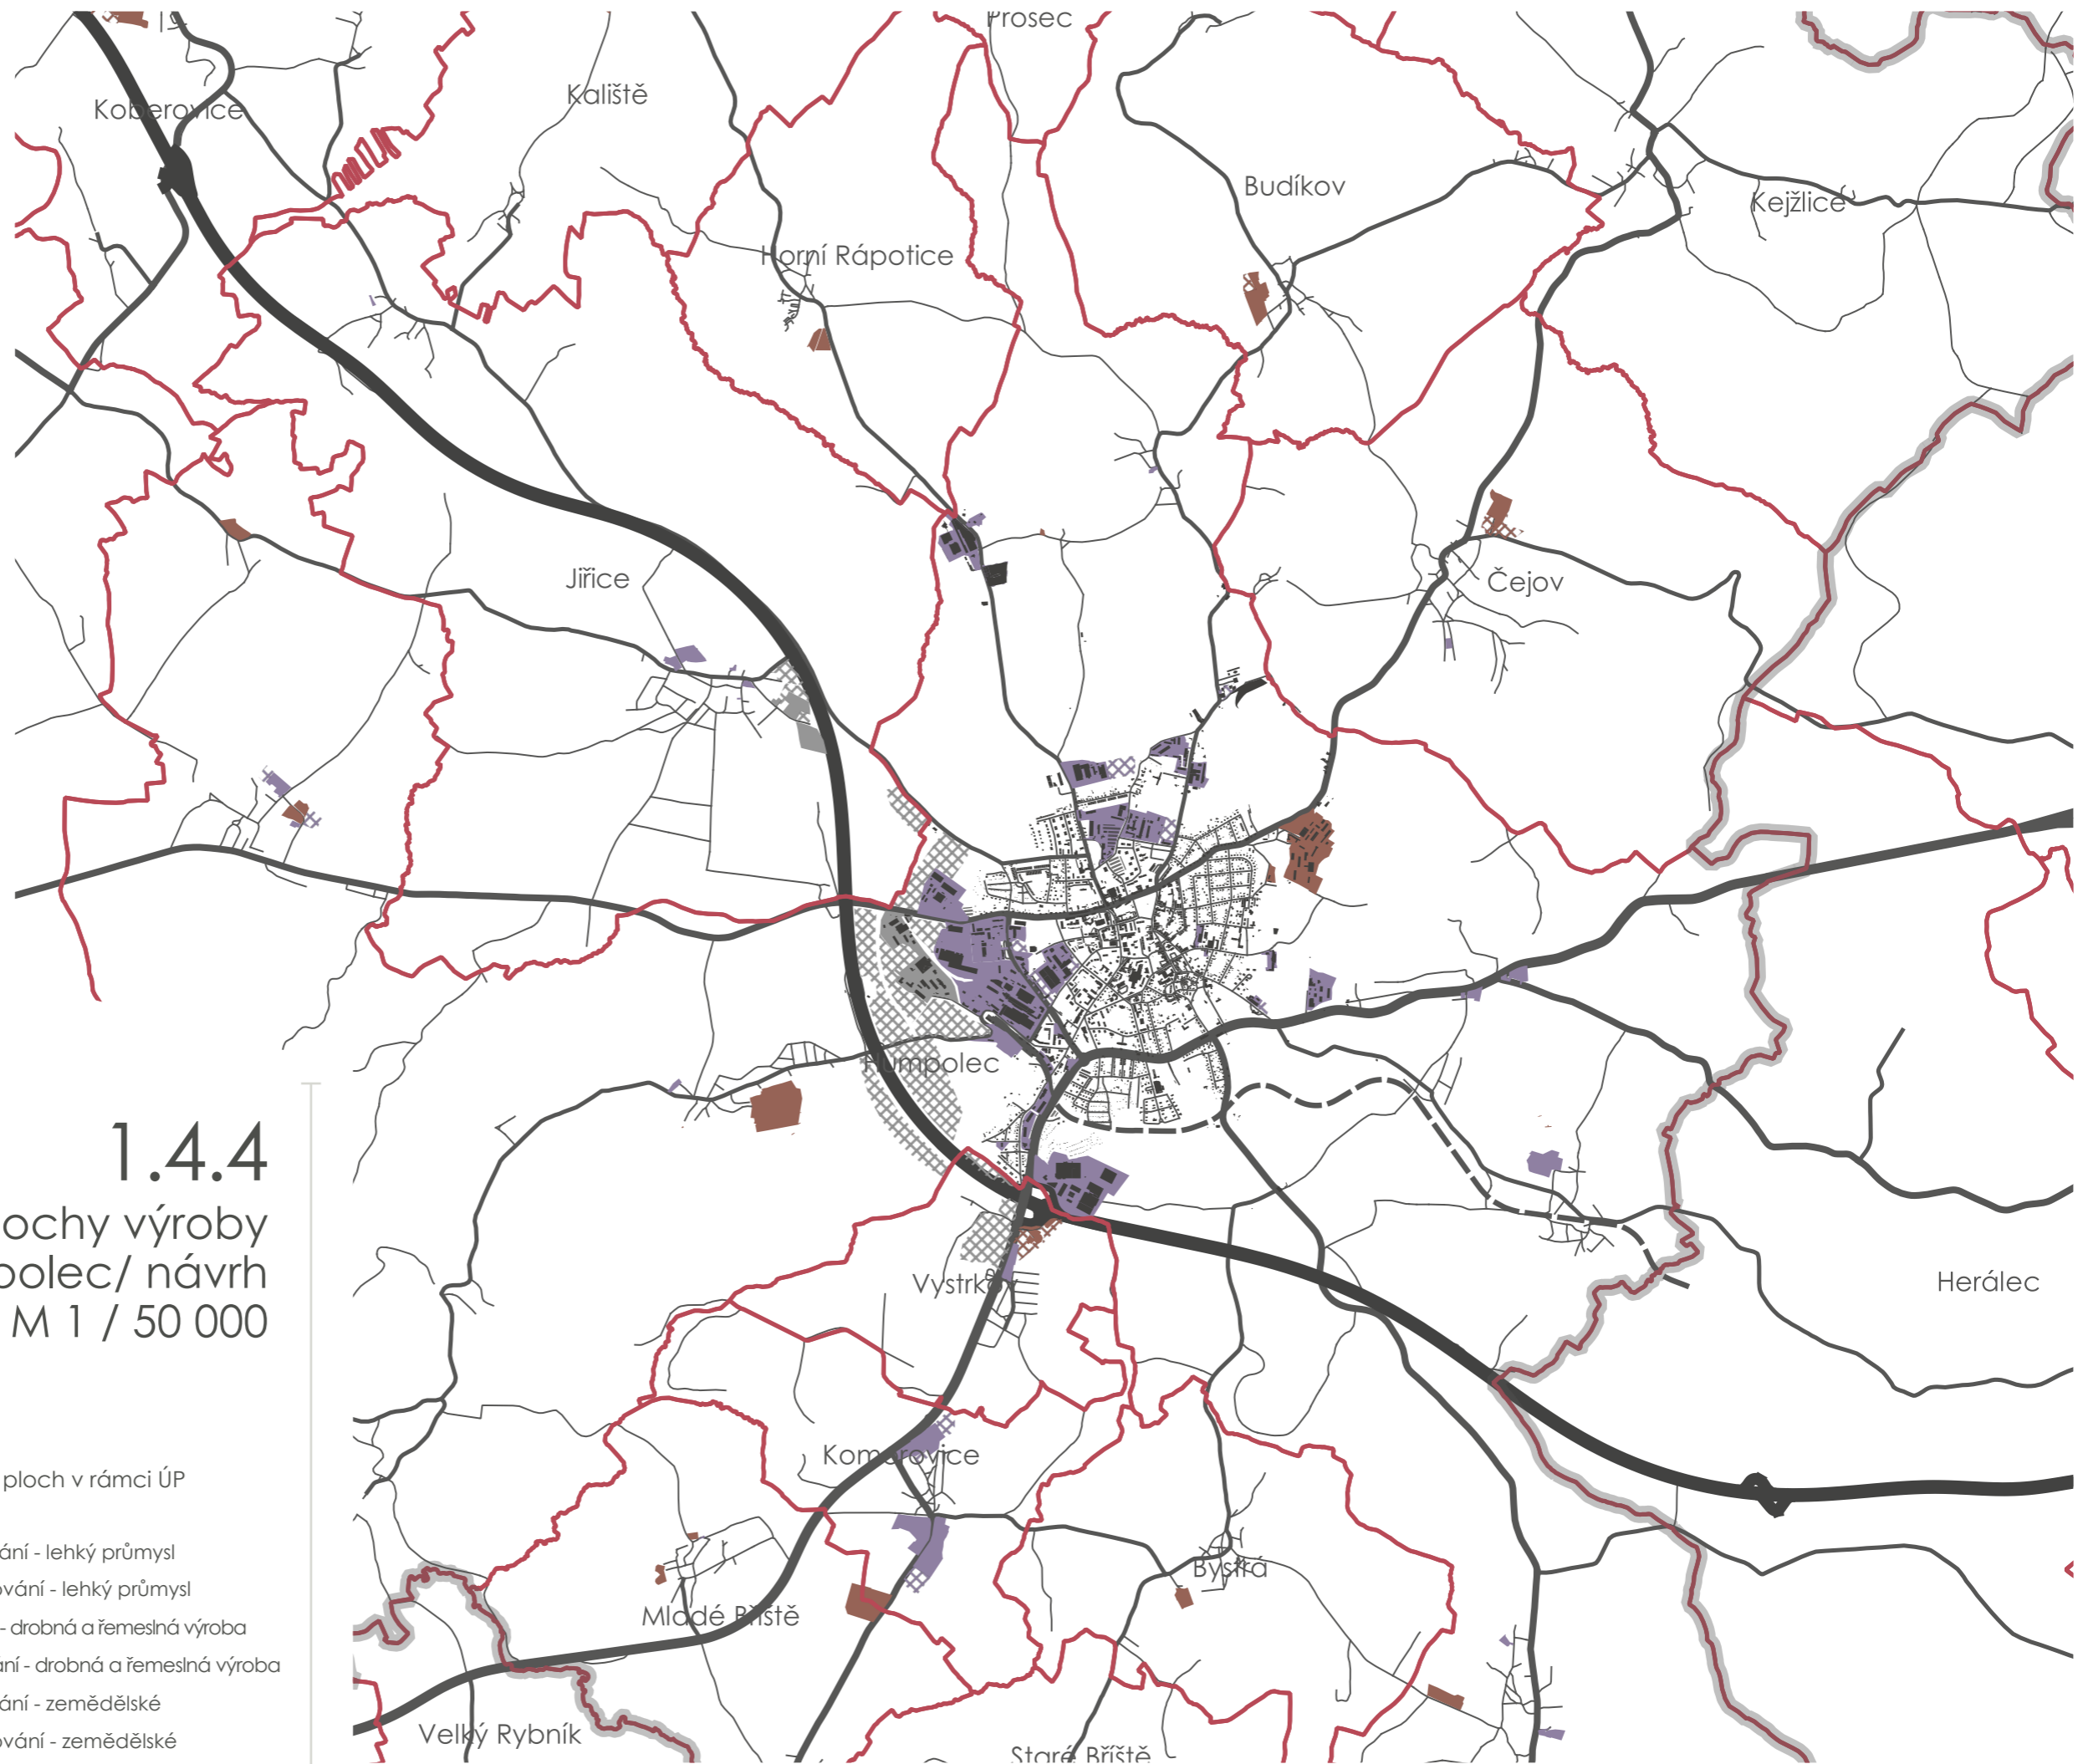 Prosec
Koberovice
Kaliště
Budíkov
Kejžlice
Horní Rápotice
Jiřice
Čejov
Humpolec
Vystrkov
Herálec
Komorovice
Bystrá
Mladé Bříště
Velký Rybník
Staré Bříště
1.4.4
ochy výroby
polec/ návrh
M 1 / 50 000
ploch v rámci ÚP
ání - lehký průmysl
ování - lehký průmysl
- drobná a řemeslná výroba
ání - drobná a řemeslná výroba
ání - zemědělské
ování - zemědělské